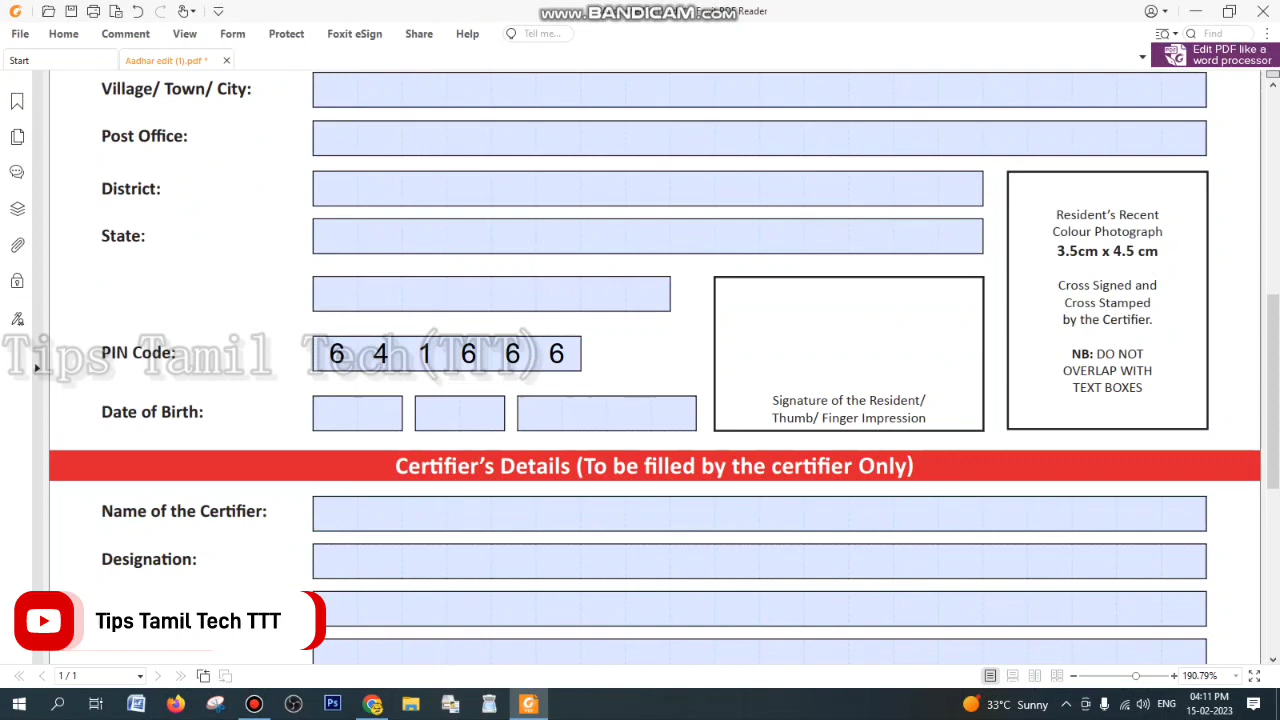 www.BANDICAM.com
PDF Reader
File Home Comment View Form Protect Foxit eSign Share Help Tell me... Find
Start Aadhar edit (1).pdf *
Edit PDF like a
word processor
Village/ Town/ City:
Post Office:
District:
State:
Resident's Recent
Colour Photograph
3.5cm x 4.5 cm
Cross Signed and
Cross Stamped
by the Certifier.
NB: DO NOT
OVERLAP WITH
TEXT BOXES
Tips Tamil Tech(TTT)
PIN Code: 6 4 1 6 6 6
Date of Birth:
Signature of the Resident/
Thumb/ Finger Impression
Certifier's Details (To be filled by the certifier Only)
Name of the Certifier:
Designation:
Tips Tamil Tech TTT
1 / 1 190.79%
33°C Sunny ENG 04:11 PM
15-02-2023